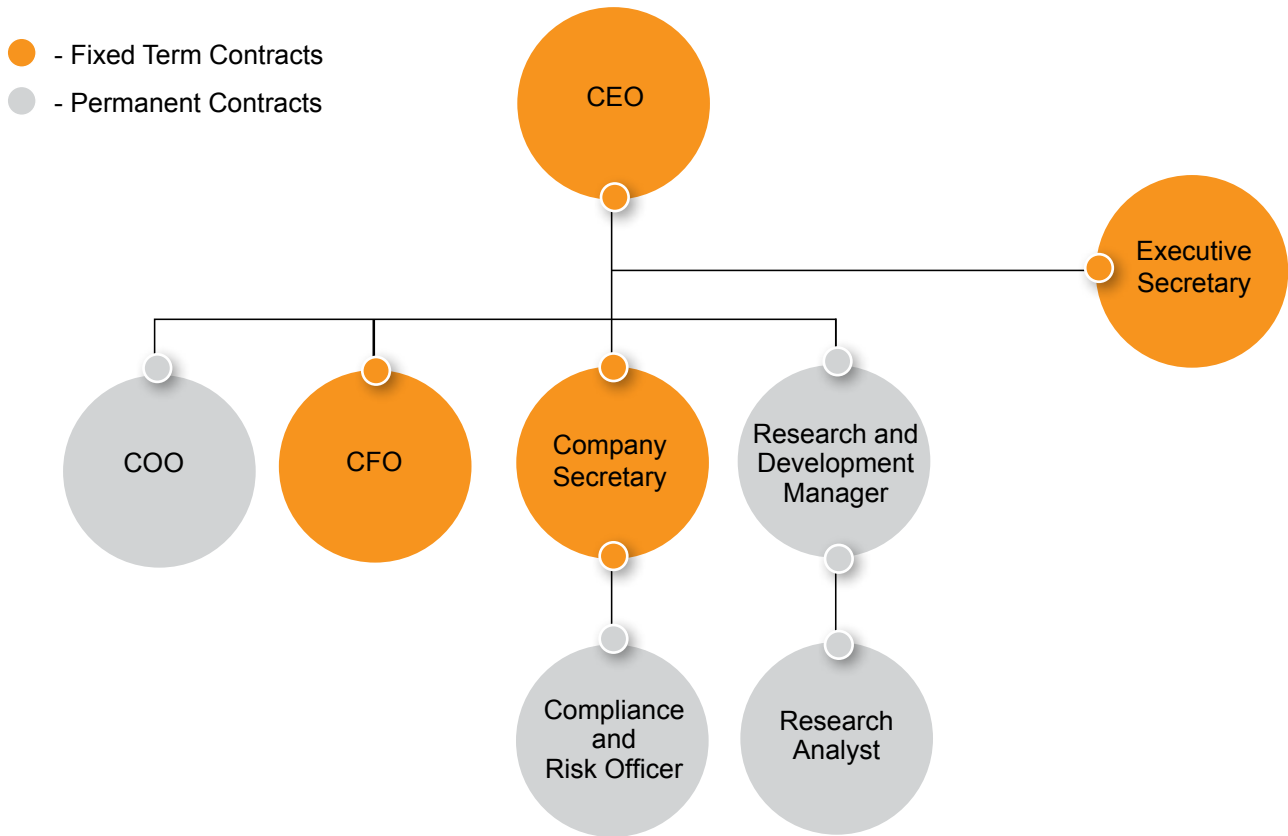 - Fixed Term Contracts
- Permanent Contracts
CEO
Executive
Secretary
COO
CFO
Company
Secretary
Research and
Development
Manager
Compliance
and
Risk Officer
Research
Analyst